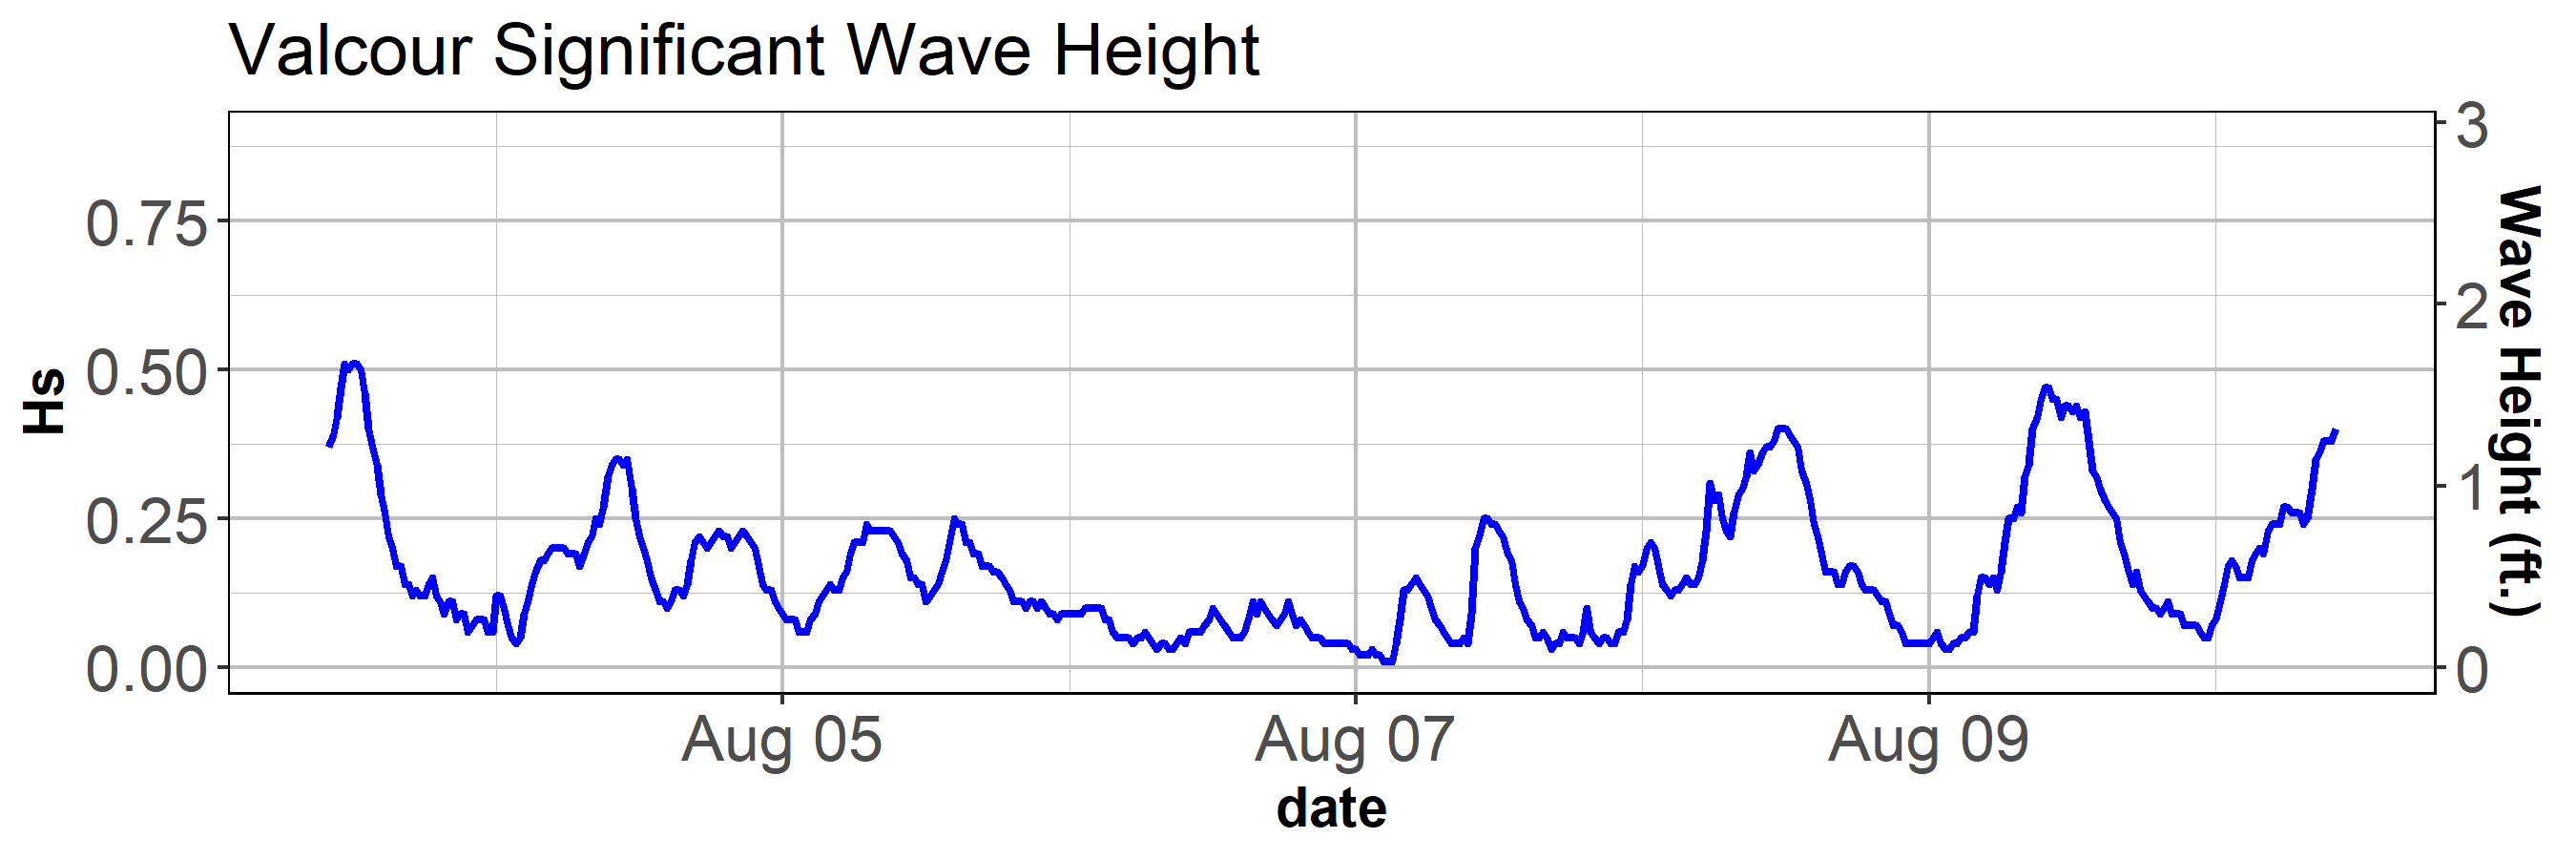 Valcour Significant Wave Height
Hs
0.75
0.50
0.25
0.00
3
2
1
0
Wave Height (ft.)
Aug 05 Aug 07 Aug 09
date